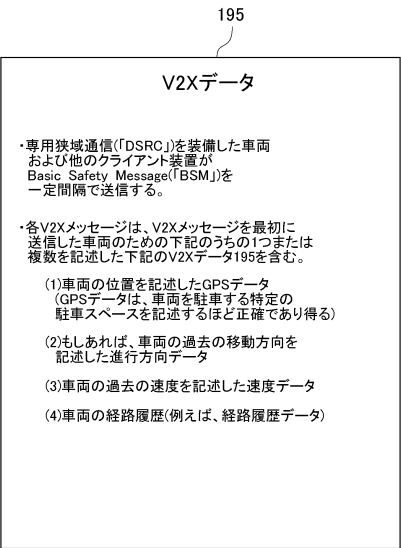 195
V2Xデータ
・専用狭域通信(「DSRC」)を装備した車両
および他のクライアント装置が
Basic Safety Message(「BSM」)を
一定間隔で送信する。
・各V2Xメッセージは、V2Xメッセージを最初に
送信した車両のための下記のうちの1つまたは
複数を記述した下記のV2Xデータ195を含む。
(1)車両の位置を記述したGPSデータ
(GPSデータは、車両を駐車する特定の
駐車スペースを記述するほど正確であり得る)
(2)もしあれば、車両の過去の移動方向を
記述した進行方向データ
(3)車両の過去の速度を記述した速度データ
(4)車両の経路履歴(例えば、経路履歴データ)